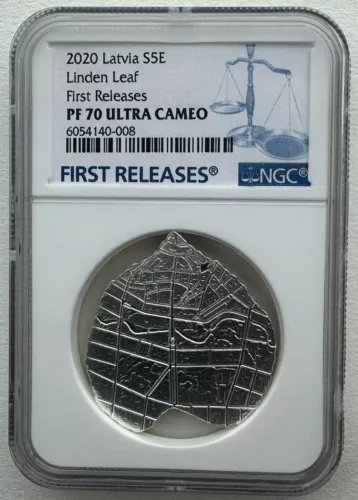 2020 Latvia S5E
Linden Leaf
First Releases
PF 70 ULTRA CAMEO
6054140-008
FIRST RELEASES® NGC®